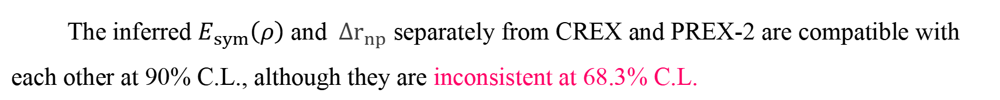 The inferred E_sym(ρ) and Δr_np separately from CREX and PREX-2 are compatible with
each other at 90% C.L., although they are inconsistent at 68.3% C.L.